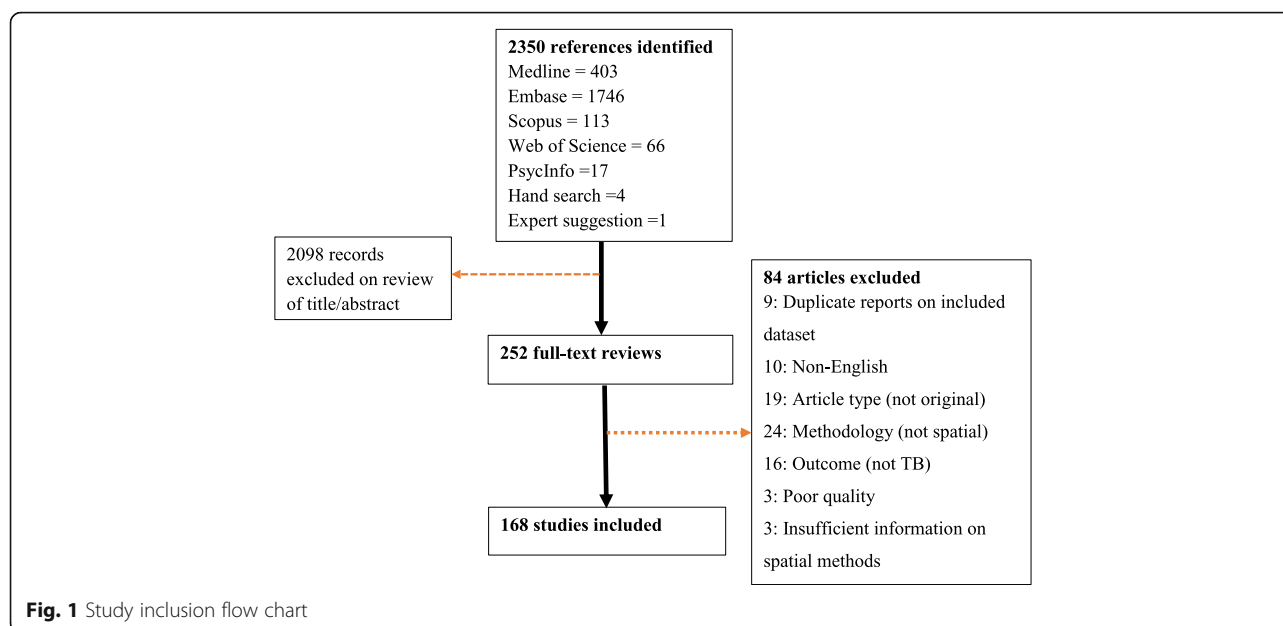 2350 references identified
Medline = 403
Embase = 1746
Scopus = 113
Web of Science = 66
PsycInfo =17
Hand search =4
Expert suggestion =1
2098 records
excluded on review
of title/abstract
84 articles excluded
9: Duplicate reports on included
dataset
10: Non-English
19: Article type (not original)
24: Methodology (not spatial)
16: Outcome (not TB)
3: Poor quality
3: Insufficient information on
spatial methods
252 full-text reviews
168 studies included
Fig. 1 Study inclusion flow chart